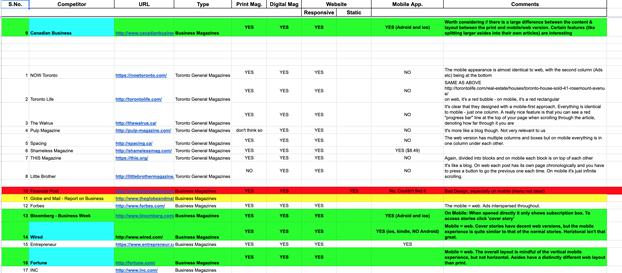 S.No. Competitor URL Type Print Mag. Digital Mag Website Mobile App. Comments
Responsive Static
9 Canadian Business http://www.canadianbusin Business Magazines YES YES YES YES (Adroid and ios) Worth considering if there is a large difference between the content &
layout between the print and mobile/web version. Certain features (like
splitting larger asides into their own articles) are interesting
1 NOW Toronto https://nowtoronto.com/ Toronto General Magazines YES YES YES NO The mobile appearance is almost identical to web, with the second column (Ads
etc) being at the bottom
SAME AS ABOVE
http://torontolife.com/real-estate/houses/toronto-house-sold-41-rosemount-avenu
e/
2 Toronto Life http://torontolife.com/ Toronto General Magazines YES YES YES NO on web, it's a red bubble - on mobile, it's a red rectangular
It's clear that they designed with a mobile-first approach. Everything is identical
to mobile - just one column. A really nice feature is that you can see a red
"progress bar" line at the top of your page when scrolling through the article,
3 The Walrus http://thewalrus.ca/ Toronto General Magazines YES YES YES NO denoting how far through it you are
4 Pulp Magazine http://pulp-magazine.com/ Toronto General Magazines don't think so YES YES NO It's more like a blog though. Not very relevant to us
5 Spacing http://spacing.ca/ Toronto General Magazines YES YES YES NO The web version has multiple columns and boxes but on mobile everything is in
one column under each other.
6 Shameless Magazine http://shamelessmag.com/ Toronto General Magazines YES YES YES YES ($8.49)
7 THIS Magazine https://this.org/ Toronto General Magazines YES YES YES NO Again, divided into blocks and on mobile each block is on top of each other
It's like a blog. On web each post has its own page chronologically and you have
to press a button to go the previous one each time. On mobile it's just infinite
8 Little Brother http://littlebrothermagazine. Toronto General Magazines NO YES YES NO scrolling.
10 Financial Post Business Magazines YES YES YES No. Couldn't find it
11 Globe and Mail - Report on Business http://www.theglobeandma Business Magazines
12 Forbes http://www.forbes.com/ Business Magazines YES YES YES NO The mobile = web. Ads interspersed throughout.
13 Bloomberg - Business Week http://www.bloomberg.com/ Business Magazines YES YES YES YES (Adroid and ios) On Mobile: When opened directly it only shows subscription box. To
access stories click 'cover story'
14 Wired http://www.wired.com/ Business Magazines YES YES YES YES (ios, kindle, NO Android) Mobile = web. Cover stories have decent web versions, but the mobile
experience is quite similar to that of the normal stories. Horizontal isn't that
great.
15 Entrepreneur https://www.entrepreneur.c Business Magazines YES YES YES YES
16 Fortune http://fortune.com/ Business Magazines YES YES YES NO Mobile = web. The overall layout is mindful of the vertical mobile
experience, but not horizontal. Asides have a distinctly different web layout
than print.
17 INC http://www.inc.com/ Business Magazines